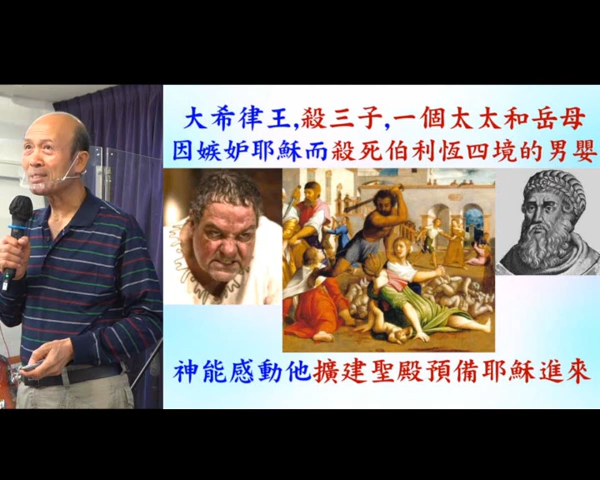 大希律王,殺三子,一個太太和岳母
因嫉妒耶穌而殺死伯利恆四境的男嬰
神能感動他擴建聖殿預備耶穌進來